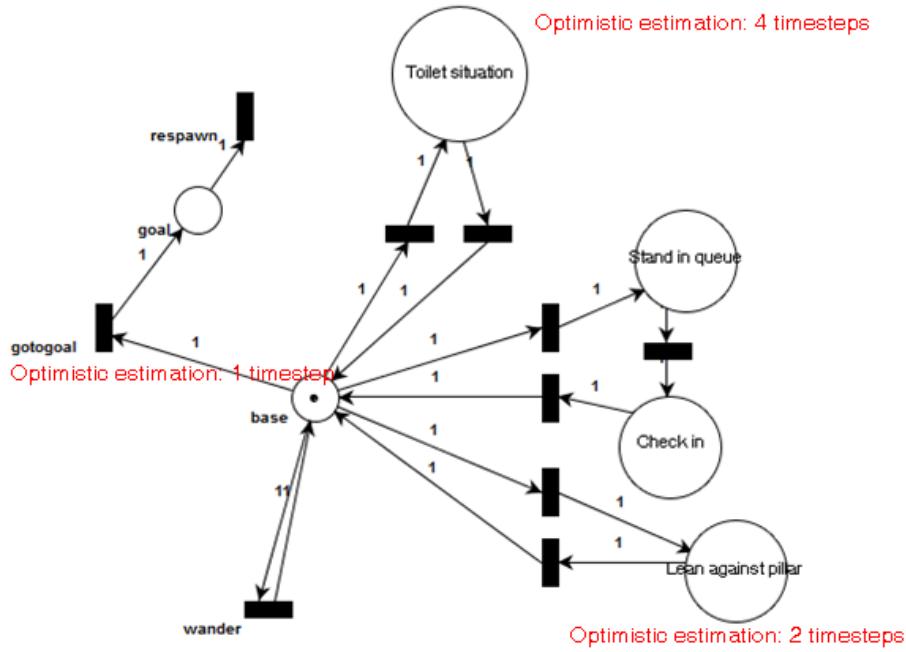 Optimistic estimation: 4 timesteps
Toilet situation
respawn
1
1
1
goal
Stand in queue
1
1
1
1
1
gotogoal
1
Optimistic estimation: 1 timestep
1
1
base
1
Check in
11
1
1
1
Lean against pillar
wander
Optimistic estimation: 2 timesteps